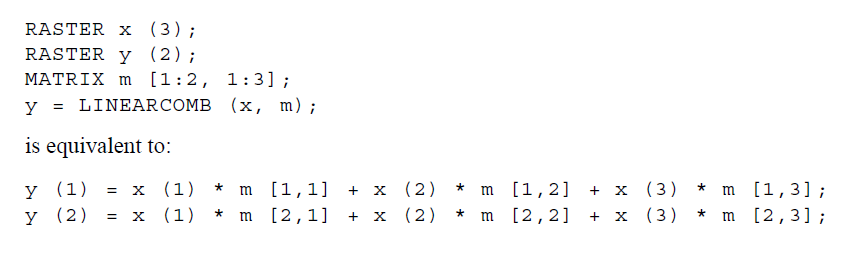 RASTER x (3);
RASTER y (2);
MATRIX m [1:2, 1:3];
y = LINEARCOMB (x, m);
is equivalent to:
y (1) = x (1) * m [1,1] + x (2) * m [1,2] + x (3) * m [1,3];
y (2) = x (1) * m [2,1] + x (2) * m [2,2] + x (3) * m [2,3];